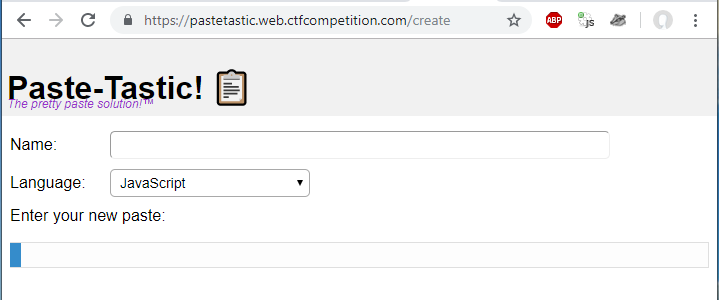 https://pastetastic.web.ctfcompetition.com/create
ABP
js
Paste-Tastic!
The pretty paste solution!™
Name:
Language:
JavaScript
Enter your new paste: